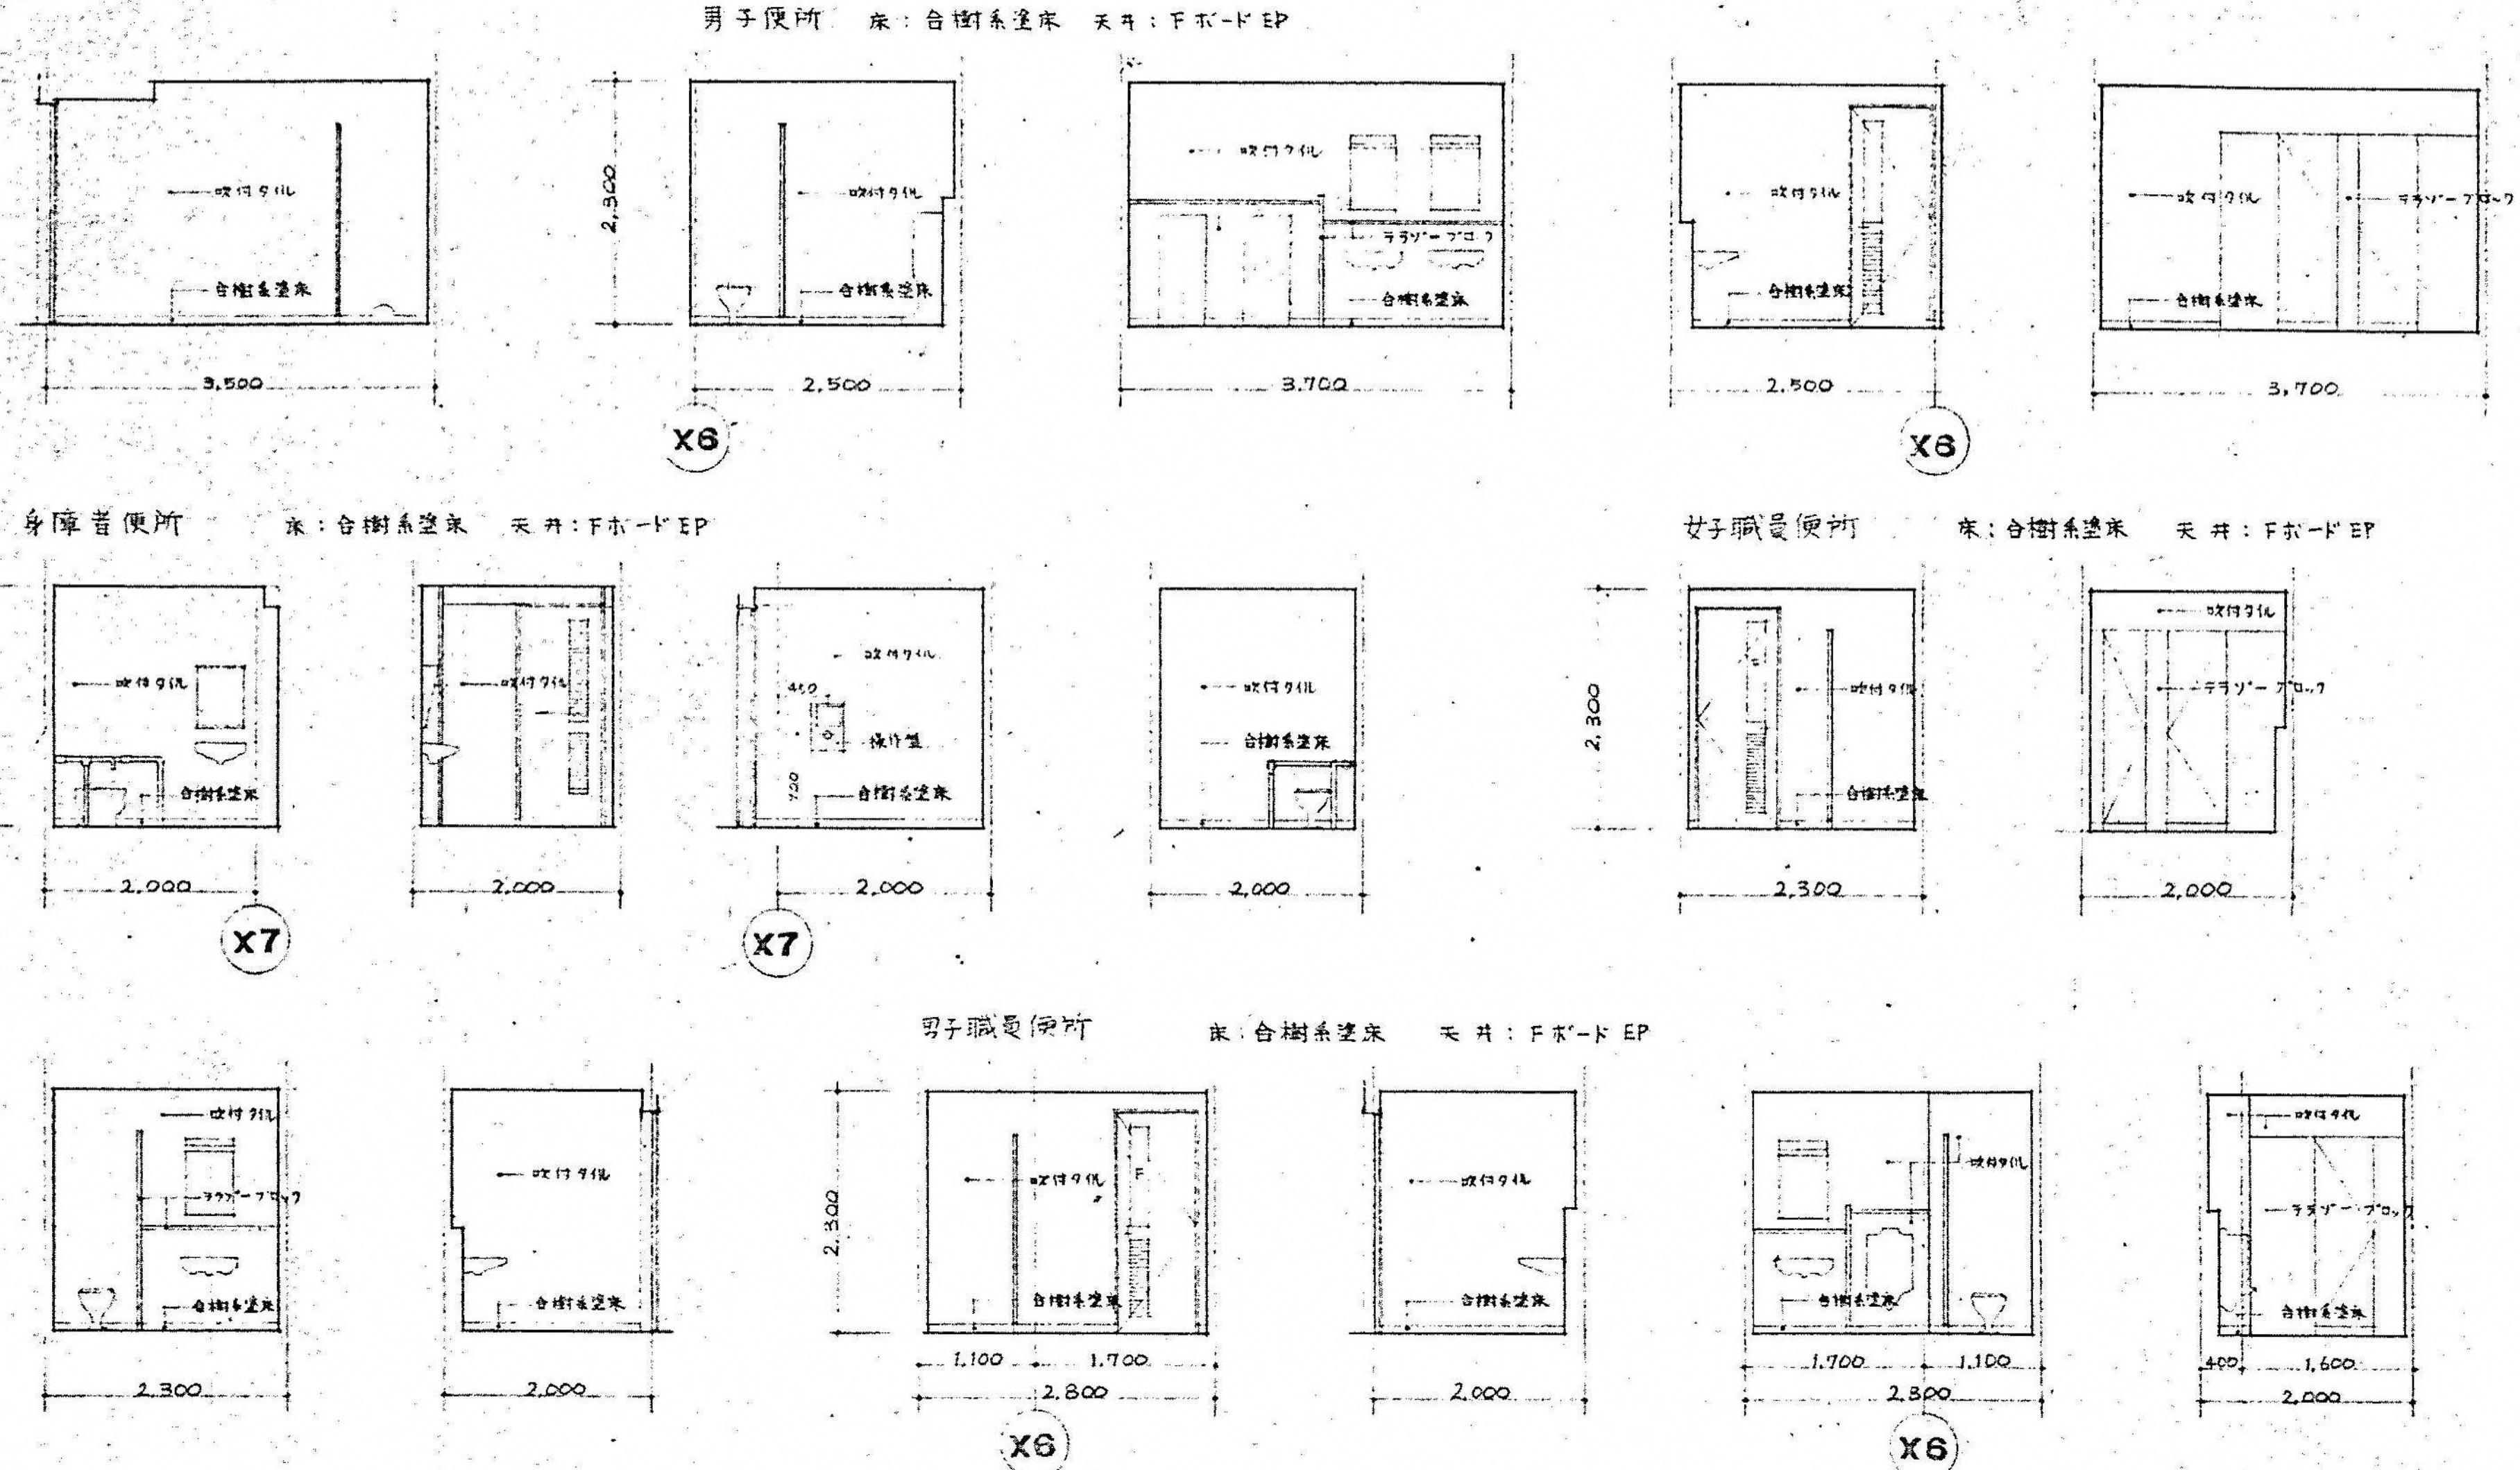 男子便所 床:合樹系塗床 天井:FボードEP
吹付タイル
合樹系塗床
3,500
2,300
吹付タイル
合樹系塗床
2,500
X6
吹付タイル
テラゾーブロック
合樹系塗床
3,700
吹付タイル
合樹系塗床
2,500
X6
吹付タイル
テラゾーブロック
合樹系塗床
3,700
身障者便所 床:合樹系塗床 天井:FボードEP
吹付タイル
合樹系塗床
2,000
X7
吹付タイル
2,000
吹付タイル
400
操作盤
合樹系塗床
2,000
X7
吹付タイル
合樹系塗床
2,000
女子職員便所 床:合樹系塗床 天井:FボードEP
2,300
吹付タイル
合樹系塗床
2,300
吹付タイル
テラゾーブロック
2,000
吹付タイル
テラゾーブロック
合樹系塗床
2,300
吹付タイル
合樹系塗床
2,000
男子職員便所 床:合樹系塗床 天井:FボードEP
2,300
吹付タイル
F
合樹系塗床
1,100 1,700
2,800
X6
吹付タイル
合樹系塗床
2,000
吹付タイル
合樹系塗床
1,700 1,100
2,800
X6
吹付タイル
テラゾーブロック
合樹系塗床
400 1,600
2,000